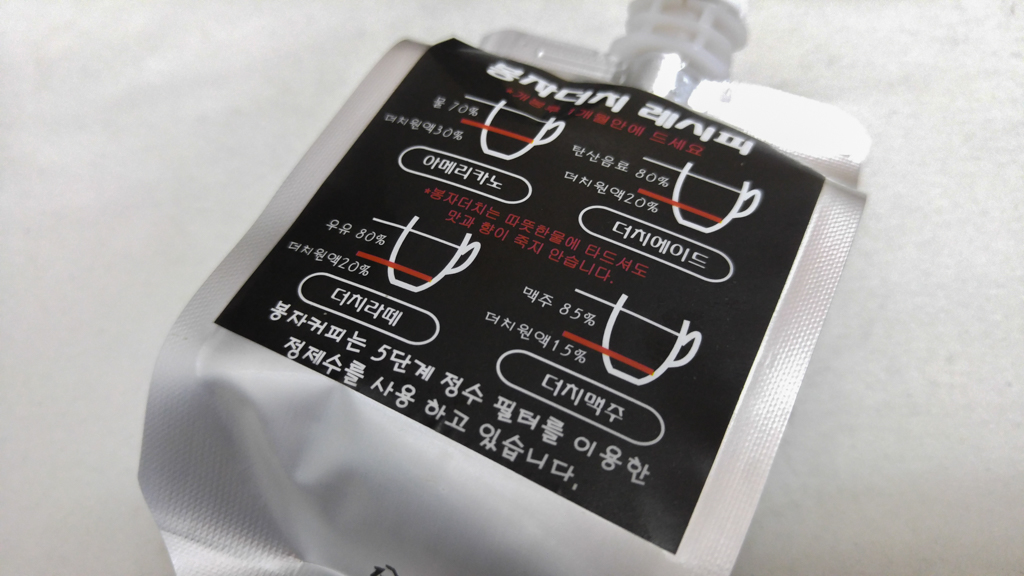 봉자더치 레시피
*개봉후 1개월안에 드세요
물 70%
더치원액30%
아메리카노
탄산음료 80%
더치원액20%
더치에이드
*봉자더치는 따뜻한물에 타드셔도
맛과 향이 죽지 안습니다.
우유 80%
더치원액20%
더치라떼
맥주 85%
더치원액15%
더치맥주
봉자커피는 5단계 정수 필터를 이용한
정제수를 사용 하고 있습니다.